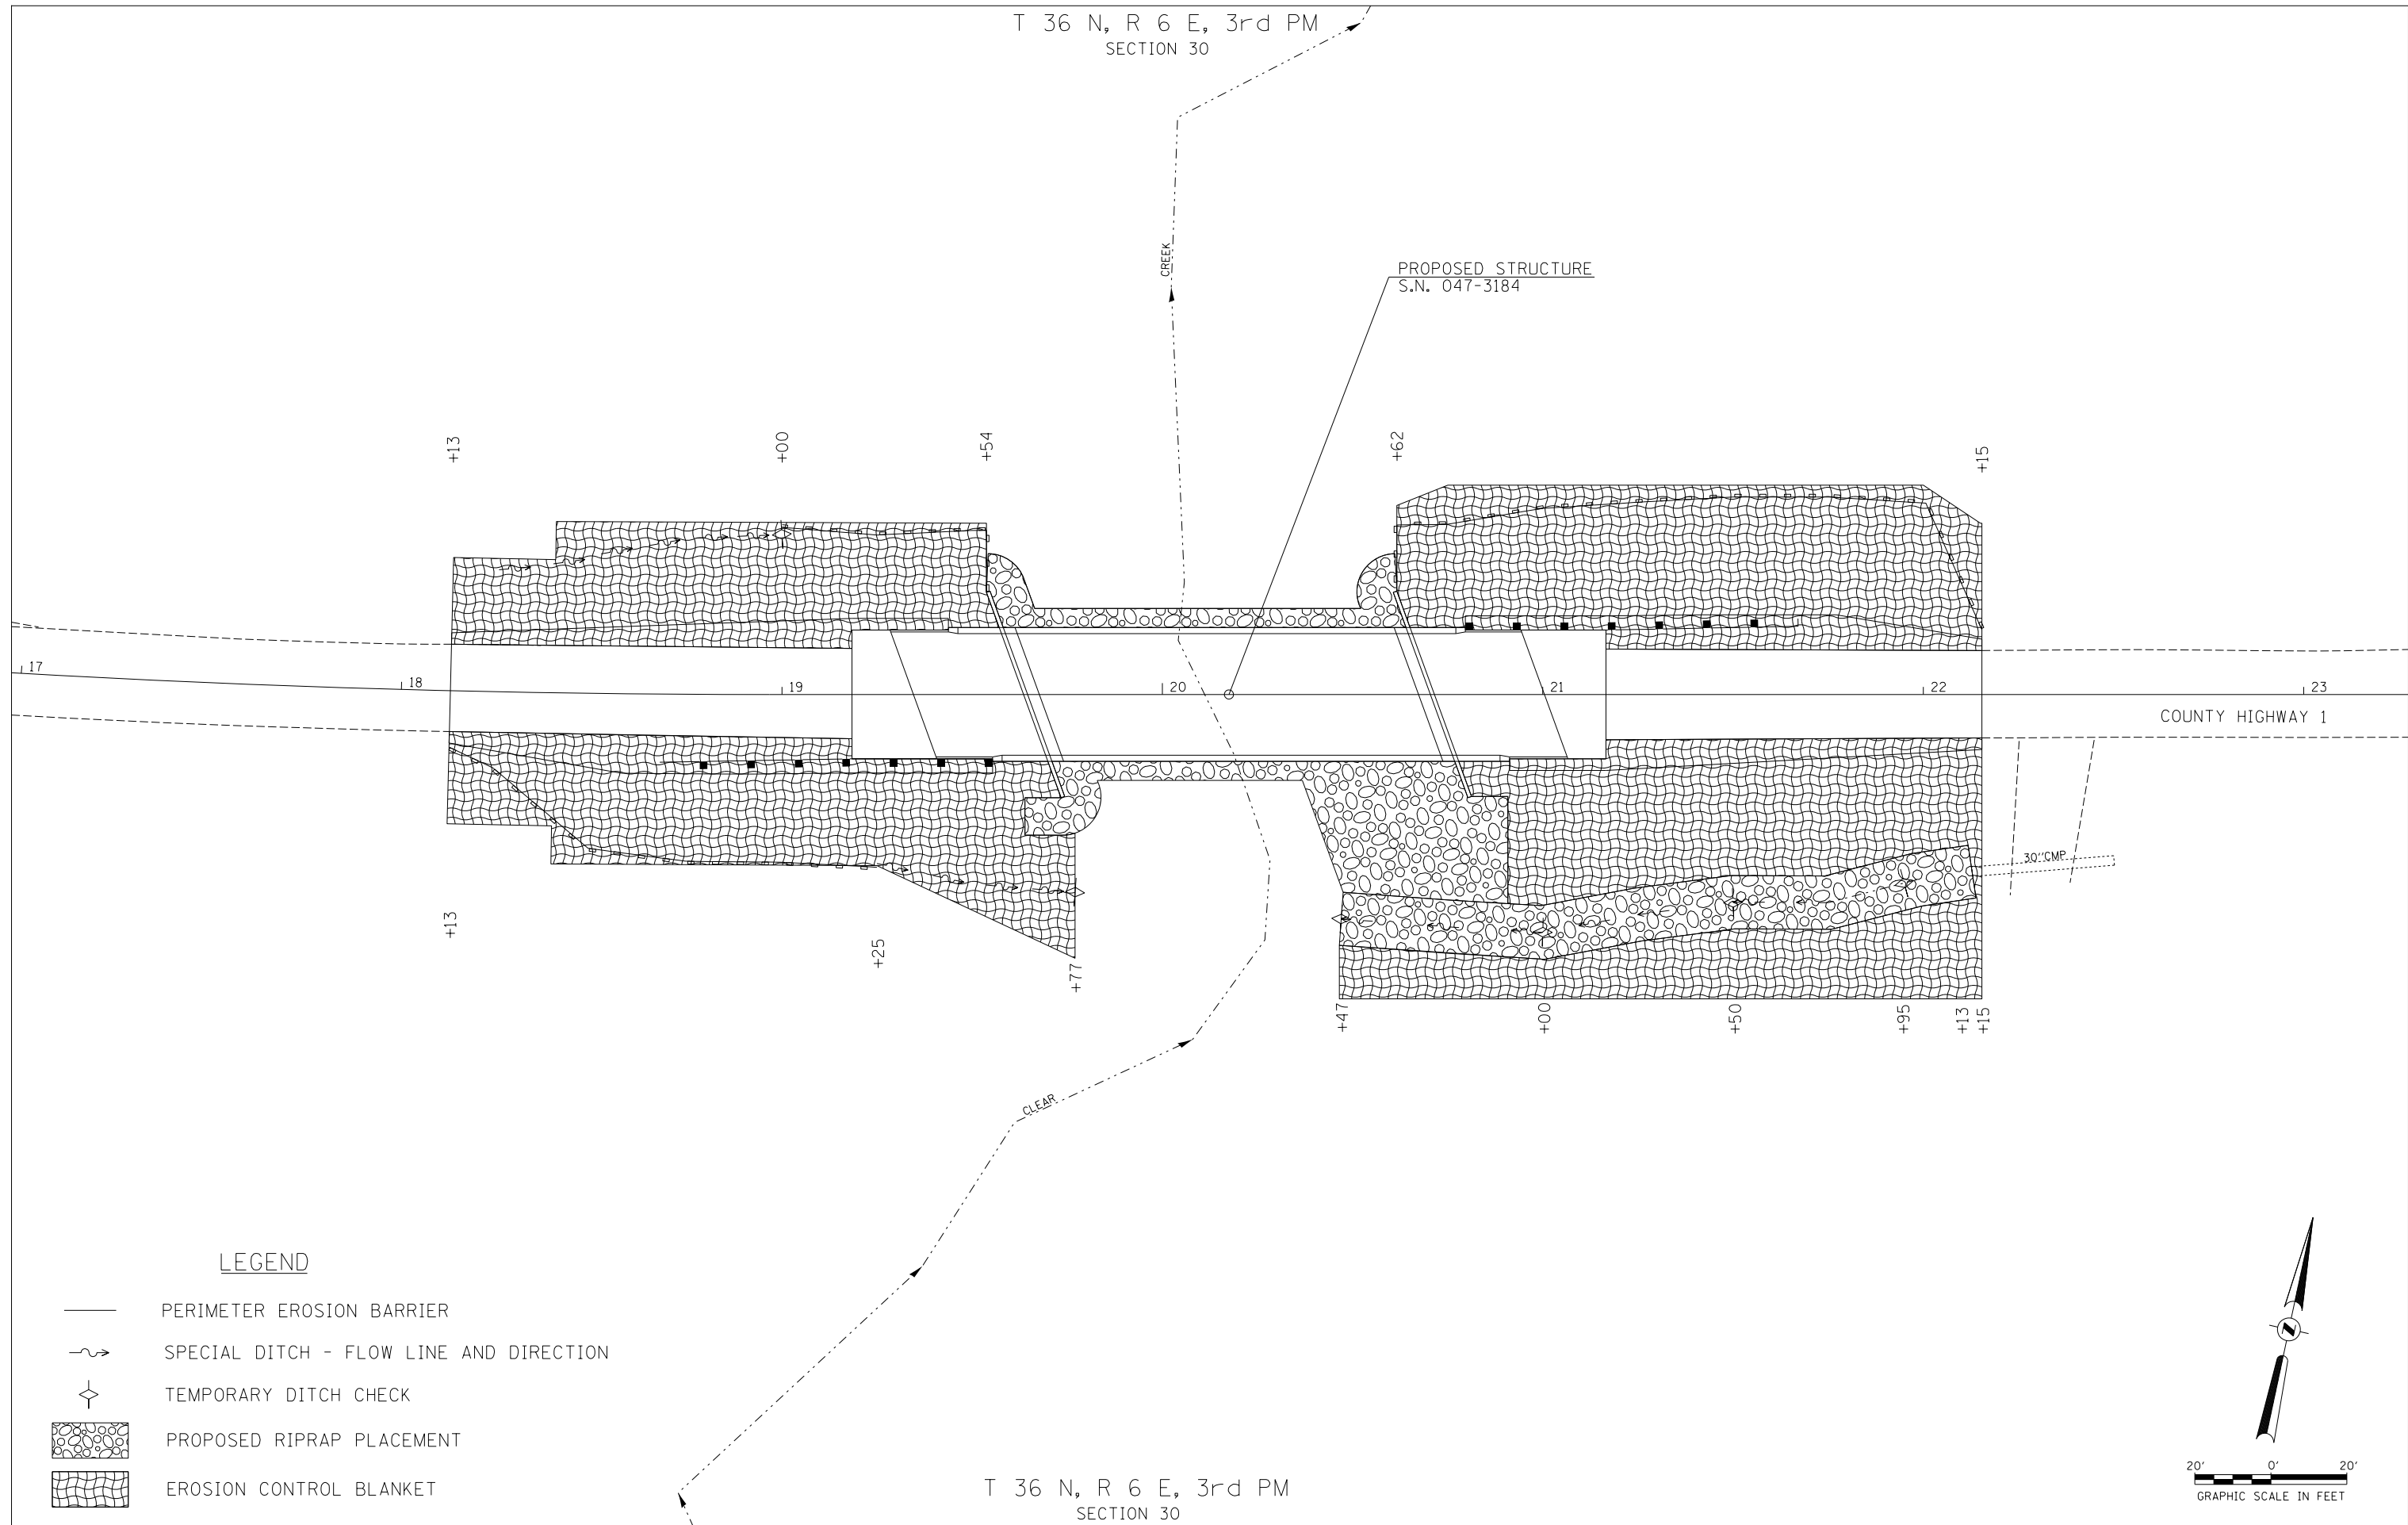 T 36 N, R 6 E, 3rd PM
SECTION 30
CREEK
PROPOSED STRUCTURE
S.N. 047-3184
+13
+00
+54
+62
+15
17
18
19
20
21
22
23
COUNTY HIGHWAY 1
30"CMP
+13
+25
+77
+47
+00
+50
+95
+13
+15
CLEAR
LEGEND
PERIMETER EROSION BARRIER
SPECIAL DITCH - FLOW LINE AND DIRECTION
TEMPORARY DITCH CHECK
PROPOSED RIPRAP PLACEMENT
EROSION CONTROL BLANKET
T 36 N, R 6 E, 3rd PM
SECTION 30
Z
20' 0' 20'
GRAPHIC SCALE IN FEET